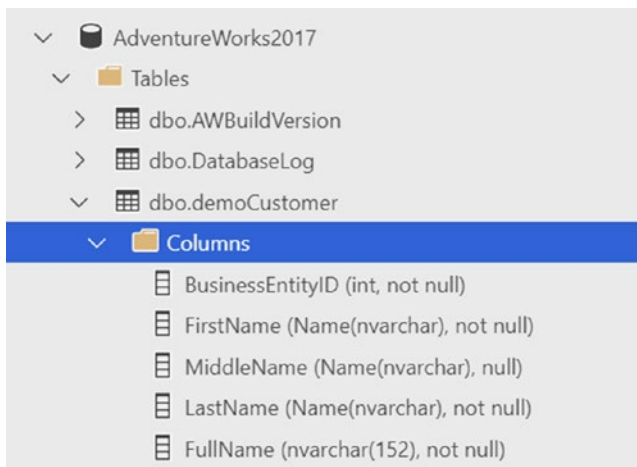 AdventureWorks2017
Tables
dbo.AWBuildVersion
dbo.DatabaseLog
dbo.demoCustomer
Columns
BusinessEntityID (int, not null)
FirstName (Name(nvarchar), not null)
MiddleName (Name(nvarchar), null)
LastName (Name(nvarchar), not null)
FullName (nvarchar(152), not null)